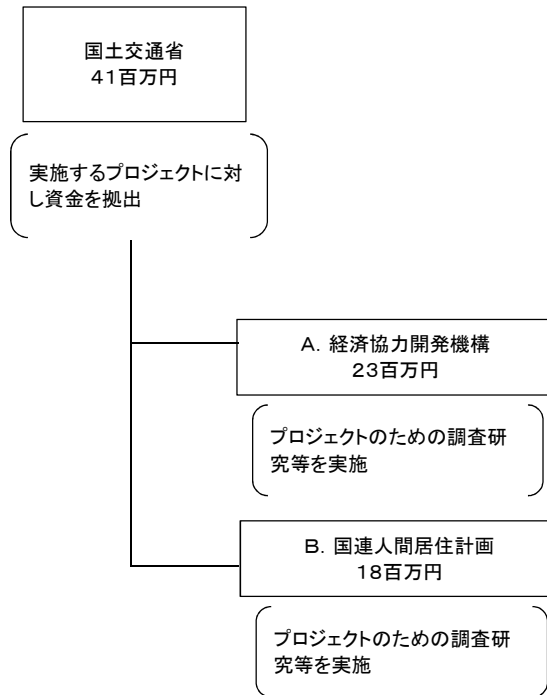 国土交通省
４１百万円
実施するプロジェクトに対
し資金を拠出
Ａ．経済協力開発機構
２３百万円
プロジェクトのための調査研
究等を実施
Ｂ．国連人間居住計画
１８百万円
プロジェクトのための調査研
究等を実施